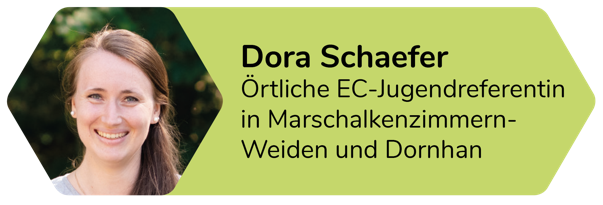 Dora Schaefer
Örtliche EC-Jugendreferentin
in Marschalkenzimmern-
Weiden und Dornhan